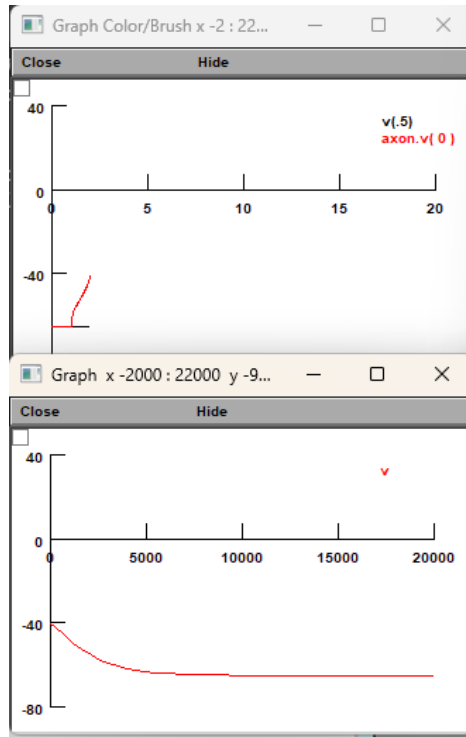 Graph Color/Brush x -2 : 22...
Close Hide
40
v(.5)
axon.v( 0 )
0
0 5 10 15 20
-40
Graph x -2000 : 22000 y -9...
Close Hide
40
v
0
0 5000 10000 15000 20000
-40
-80